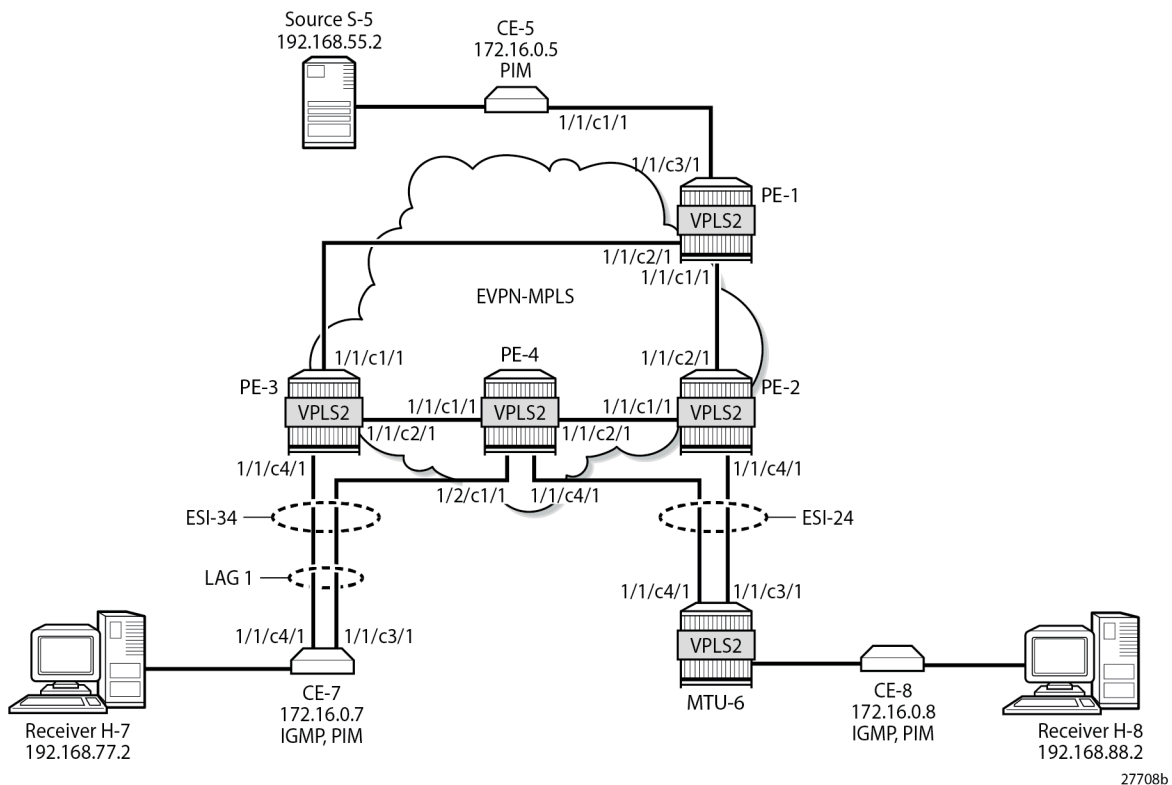 Source S-5
192.168.55.2
CE-5
172.16.0.5
PIM
1/1/c1/1
1/1/c3/1
PE-1
VPLS2
1/1/c2/1
1/1/c1/1
EVPN-MPLS
1/1/c1/1
PE-4
1/1/c2/1
PE-3
PE-2
VPLS2
1/1/c1/1
VPLS2
1/1/c1/1
VPLS2
1/1/c2/1
1/1/c2/1
1/1/c4/1
1/2/c1/1
1/1/c4/1
1/1/c4/1
ESI-34
ESI-24
LAG 1
1/1/c4/1
1/1/c3/1
1/1/c4/1
1/1/c3/1
VPLS2
MTU-6
Receiver H-7
192.168.77.2
CE-7
172.16.0.7
IGMP, PIM
CE-8
172.16.0.8
IGMP, PIM
Receiver H-8
192.168.88.2
27708b